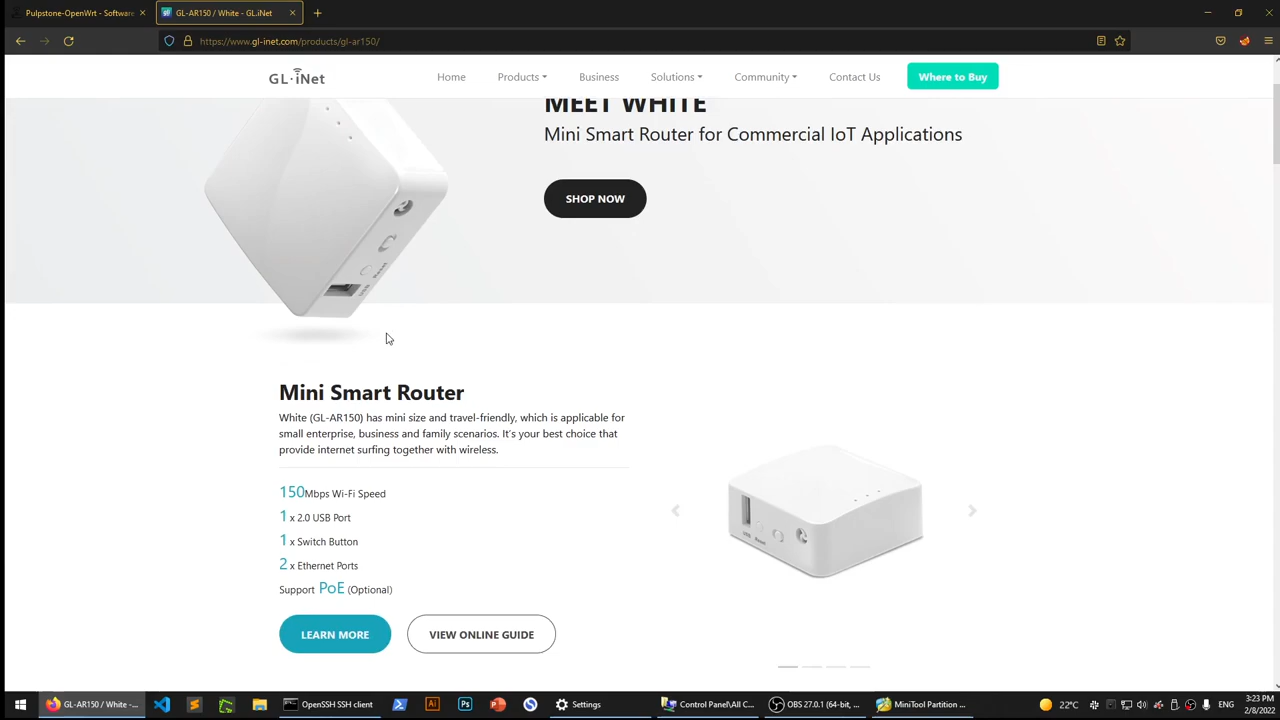 Pulpstone-OpenWrt - Software
GL-AR150 / White - GL.iNet
https://www.gl-inet.com/products/gl-ar150/
GL·iNet
Home
Products
Business
Solutions
Community
Contact Us
Where to Buy
MEET WHITE
Mini Smart Router for Commercial IoT Applications
SHOP NOW
Reset
USB
Mini Smart Router
White (GL-AR150) has mini size and travel-friendly, which is applicable for
small enterprise, business and family scenarios. It's your best choice that
provide internet surfing together with wireless.
150Mbps Wi-Fi Speed
1 x 2.0 USB Port
1 x Switch Button
2 x Ethernet Ports
Support PoE (Optional)
LEARN MORE
VIEW ONLINE GUIDE
USB Reset
GL-AR150 / White -...
OpenSSH SSH client
Settings
Control Panel\All C...
OBS 27.0.1 (64-bit, ...
MiniTool Partition ...
22°C
ENG
3:23 PM
2/8/2022